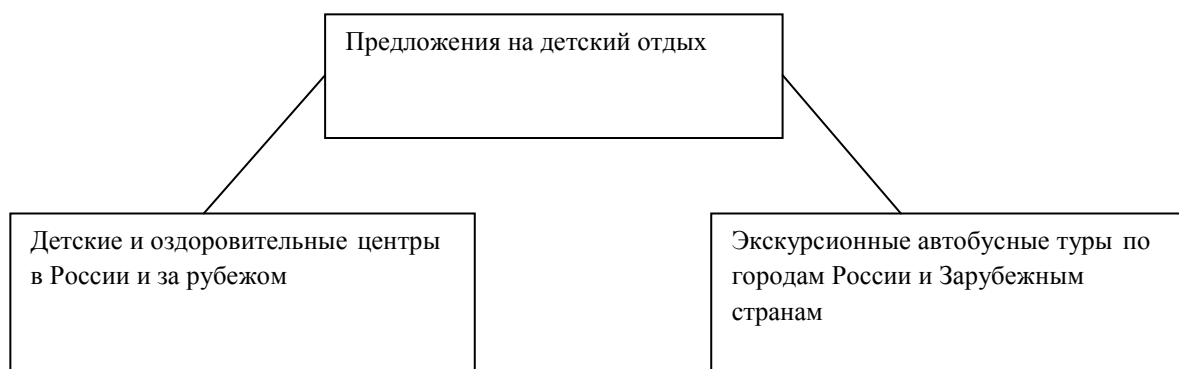 Предложения на детский отдых
Детские и оздоровительные центры
в России и за рубежом
Экскурсионные автобусные туры по
городам России и Зарубежным
странам